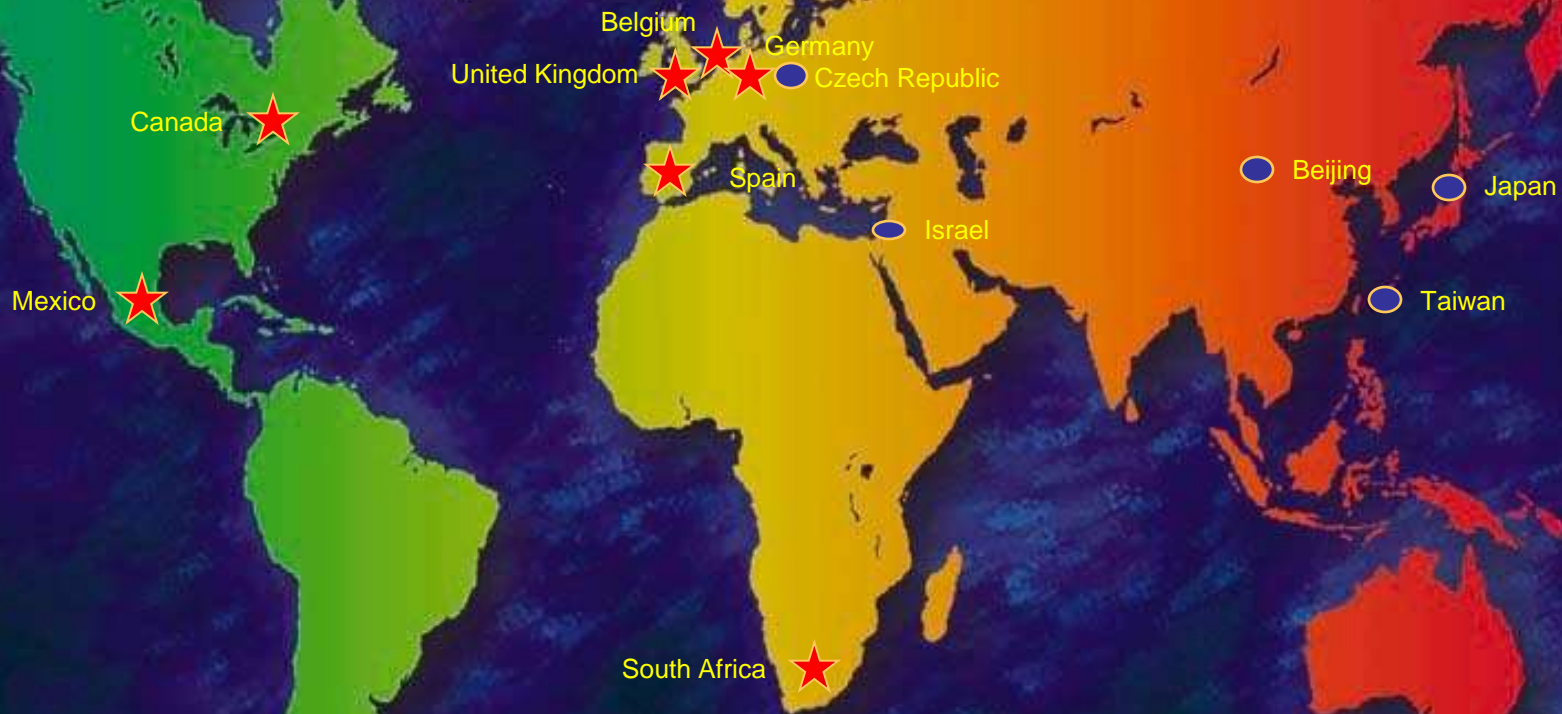 Belgium
Germany
United Kingdom
Czech Republic
Canada
Spain
Beijing
Japan
Israel
Mexico
Taiwan
South Africa